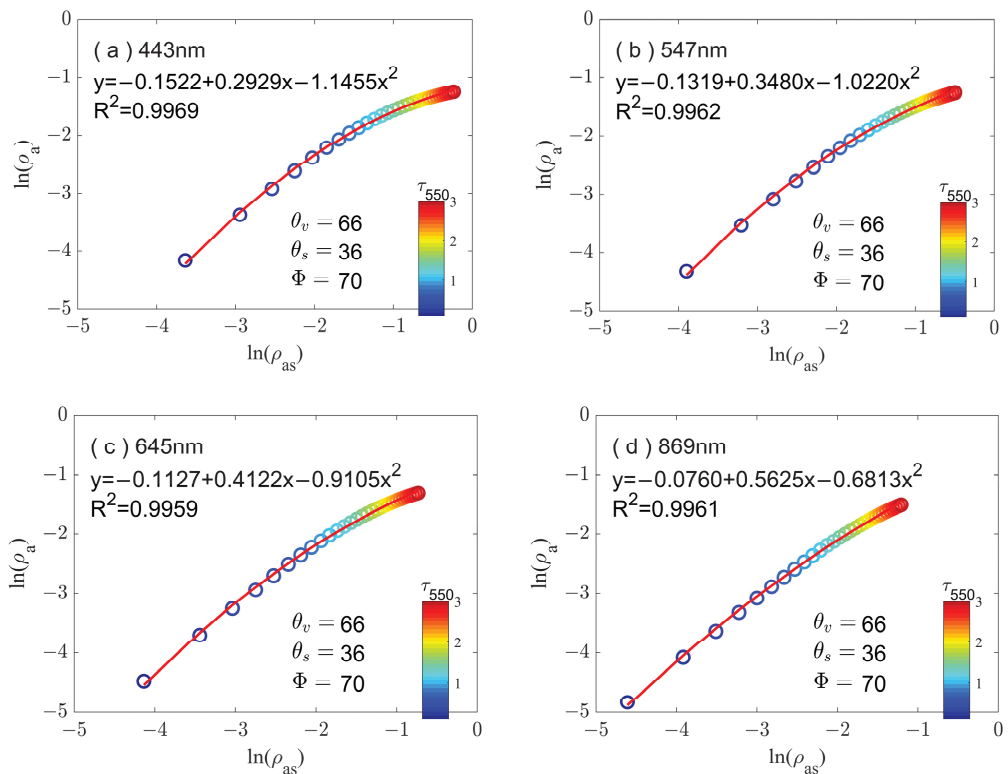 ( a ) 443nm
y=−0.1522+0.2929x−1.1455x²
R²=0.9969
τ550
3
2
1
θv = 66
θs = 36
Φ = 70
0
−1
−2
−3
−4
−5
ln(ρa)
−5 −4 −3 −2 −1 0
ln(ρas)
( b ) 547nm
y=−0.1319+0.3480x−1.0220x²
R²=0.9962
τ550
3
2
1
θv = 66
θs = 36
Φ = 70
0
−1
−2
−3
−4
−5
ln(ρa)
−5 −4 −3 −2 −1 0
ln(ρas)
( c ) 645nm
y=−0.1127+0.4122x−0.9105x²
R²=0.9959
τ550
3
2
1
θv = 66
θs = 36
Φ = 70
0
−1
−2
−3
−4
−5
ln(ρa)
−5 −4 −3 −2 −1 0
ln(ρas)
( d ) 869nm
y=−0.0760+0.5625x−0.6813x²
R²=0.9961
τ550
3
2
1
θv = 66
θs = 36
Φ = 70
0
−1
−2
−3
−4
−5
ln(ρa)
−5 −4 −3 −2 −1 0
ln(ρas)